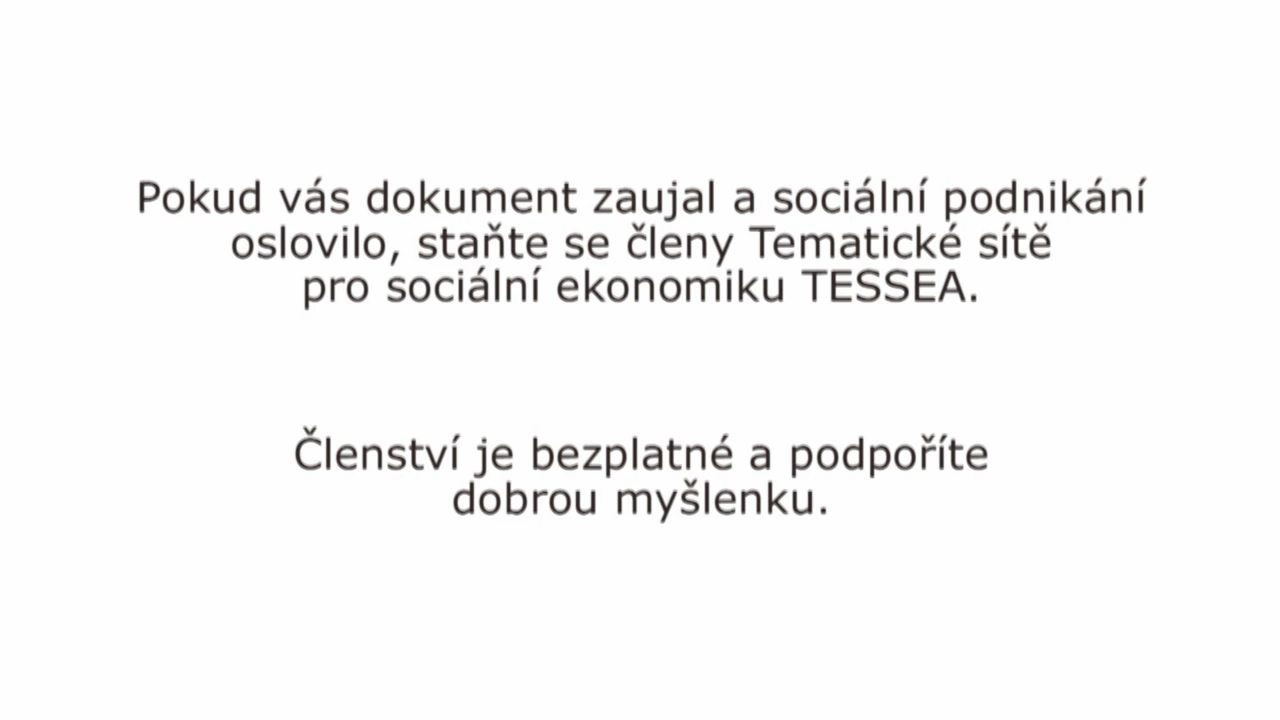 Pokud vás dokument zaujal a sociální podnikání
oslovilo, staňte se členy Tematické sítě
pro sociální ekonomiku TESSEA.
Členství je bezplatné a podpoříte
dobrou myšlenku.